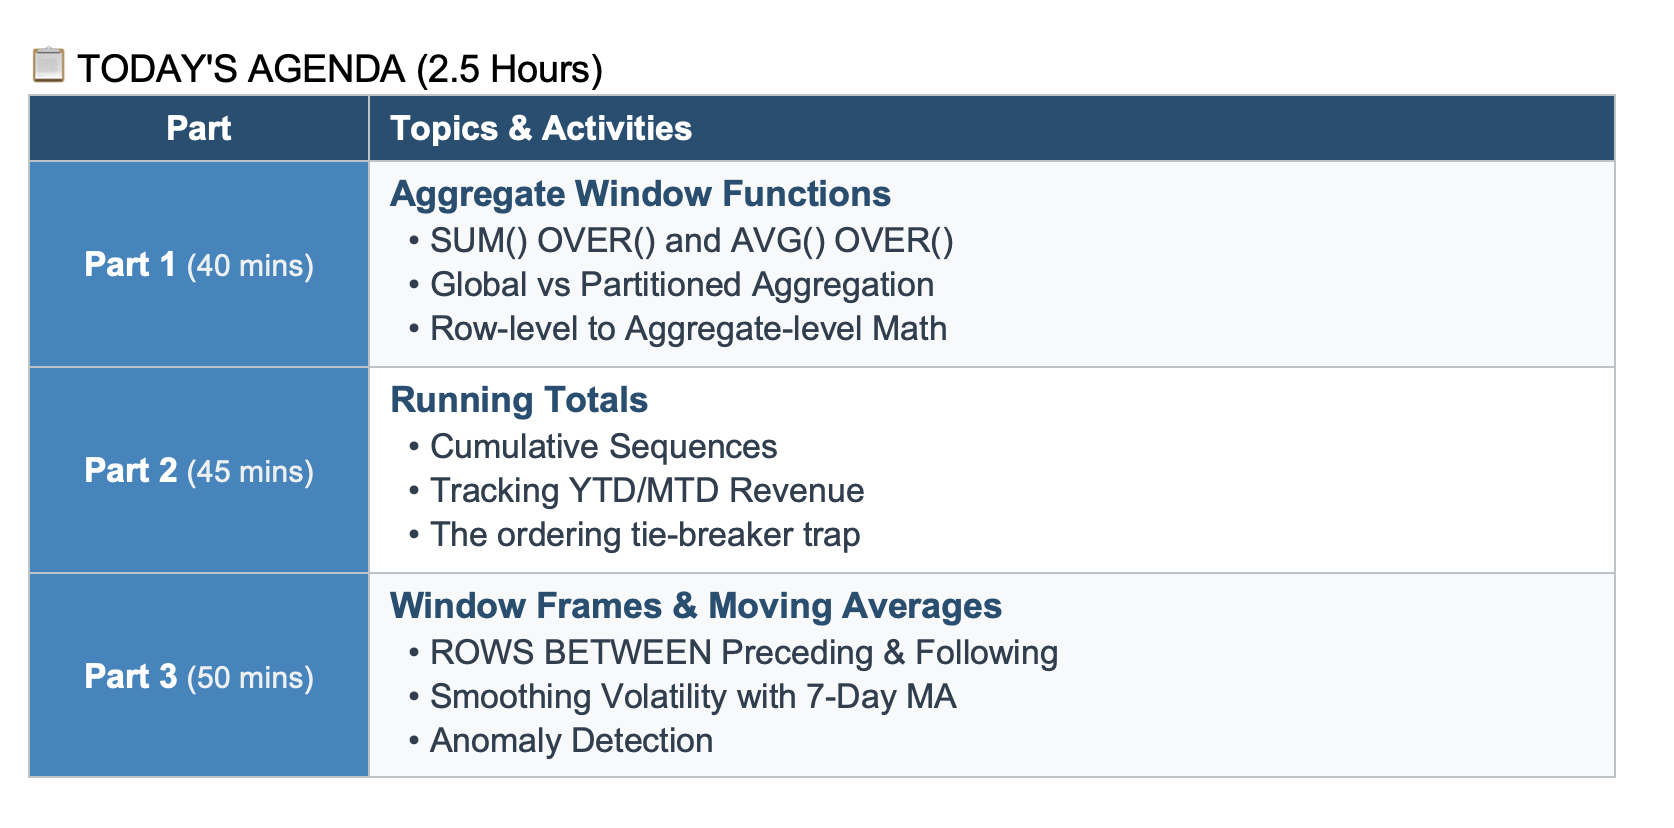 📋 TODAY'S AGENDA (2.5 Hours)
Part
Topics & Activities
Part 1 (40 mins)
Aggregate Window Functions
• SUM() OVER() and AVG() OVER()
• Global vs Partitioned Aggregation
• Row-level to Aggregate-level Math
Part 2 (45 mins)
Running Totals
• Cumulative Sequences
• Tracking YTD/MTD Revenue
• The ordering tie-breaker trap
Part 3 (50 mins)
Window Frames & Moving Averages
• ROWS BETWEEN Preceding & Following
• Smoothing Volatility with 7-Day MA
• Anomaly Detection